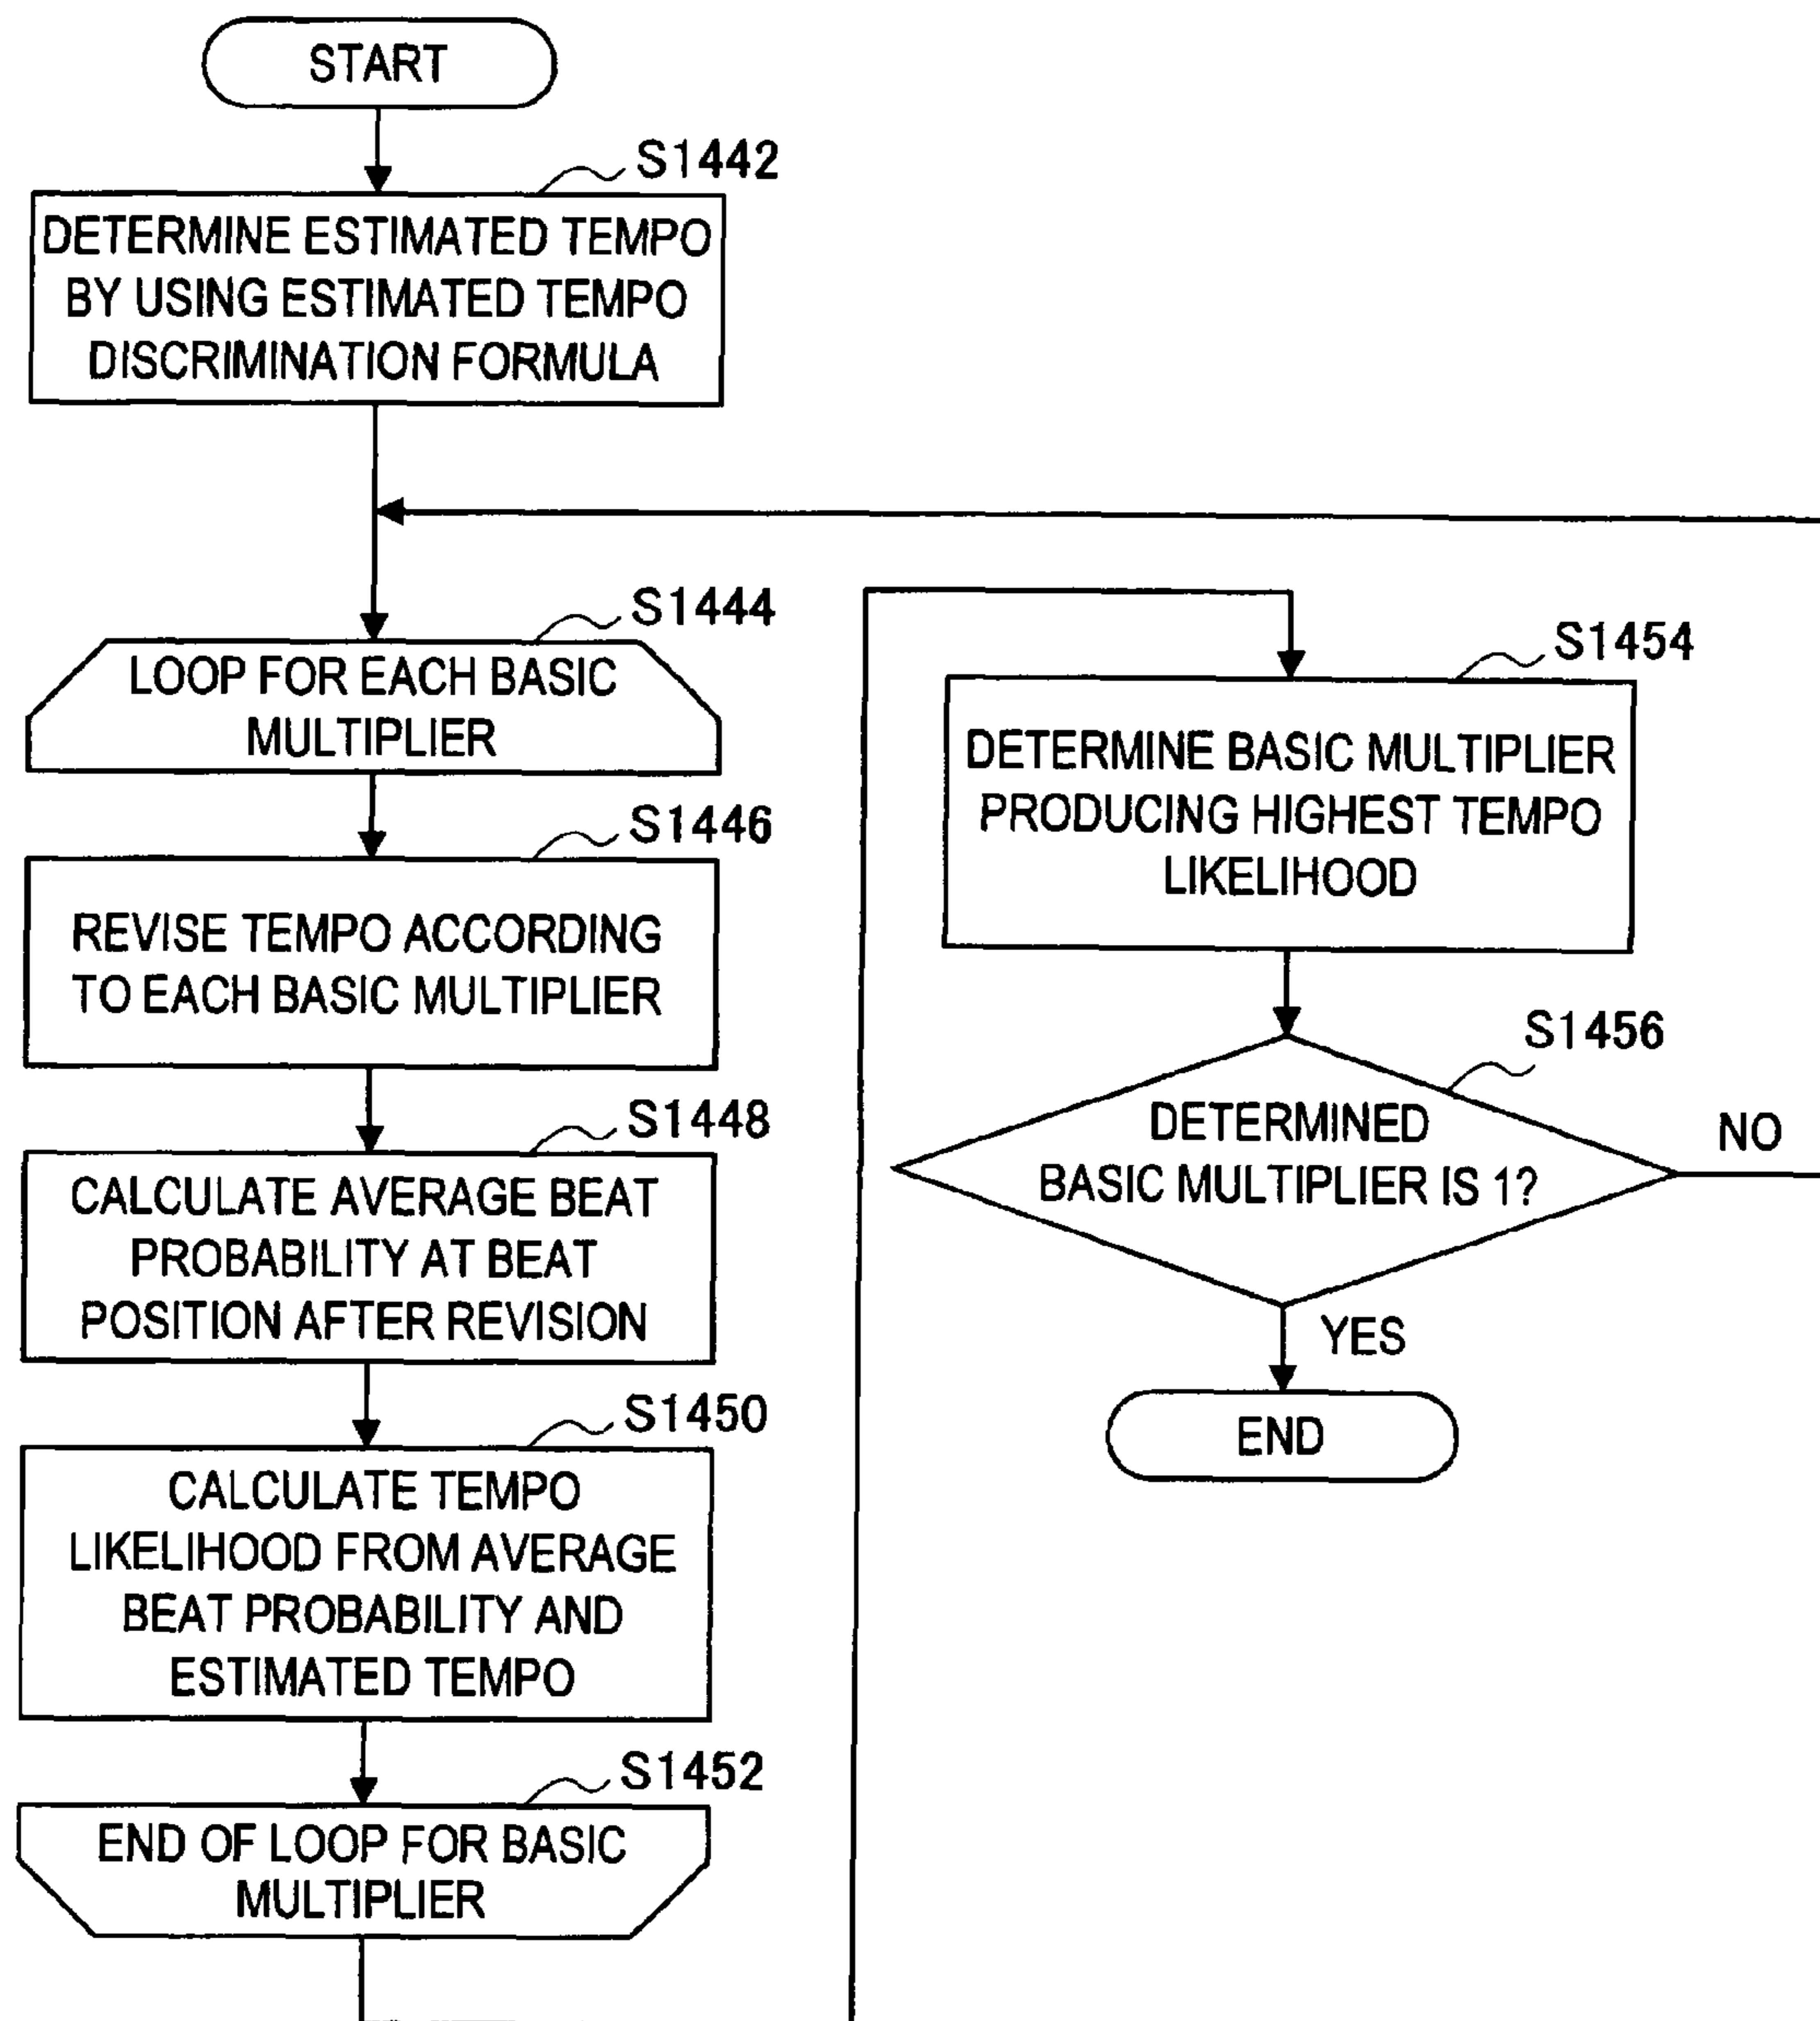 START
S1442
DETERMINE ESTIMATED TEMPO
BY USING ESTIMATED TEMPO
DISCRIMINATION FORMULA
S1444
LOOP FOR EACH BASIC
MULTIPLIER
S1446
REVISE TEMPO ACCORDING
TO EACH BASIC MULTIPLIER
S1448
CALCULATE AVERAGE BEAT
PROBABILITY AT BEAT
POSITION AFTER REVISION
S1450
CALCULATE TEMPO
LIKELIHOOD FROM AVERAGE
BEAT PROBABILITY AND
ESTIMATED TEMPO
S1452
END OF LOOP FOR BASIC
MULTIPLIER
S1454
DETERMINE BASIC MULTIPLIER
PRODUCING HIGHEST TEMPO
LIKELIHOOD
S1456
DETERMINED
BASIC MULTIPLIER IS 1?
NO
YES
END